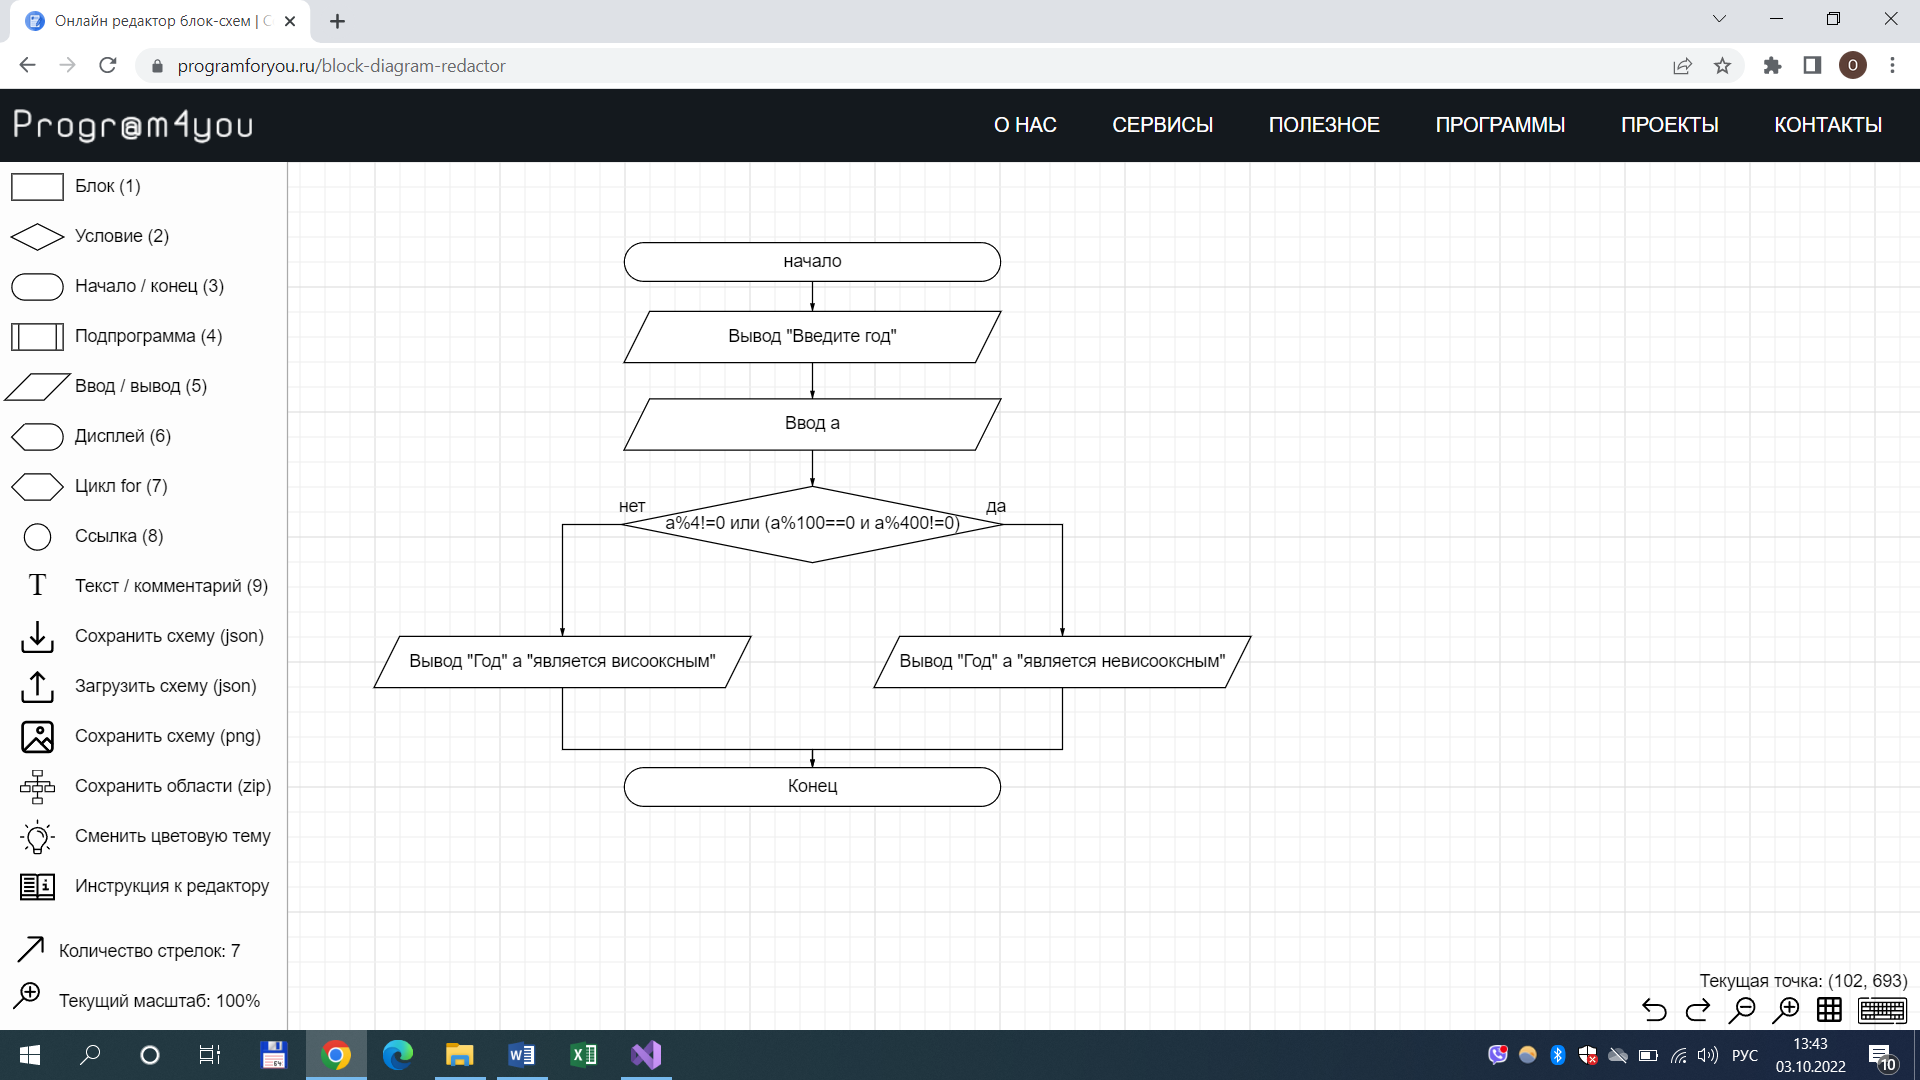 Онлайн редактор блок-схем | С
programforyou.ru/block-diagram-redactor
O
Progr@m4you
О НАС
СЕРВИСЫ
ПОЛЕЗНОЕ
ПРОГРАММЫ
ПРОЕКТЫ
КОНТАКТЫ
Блок (1)
Условие (2)
Начало / конец (3)
Подпрограмма (4)
Ввод / вывод (5)
Дисплей (6)
Цикл for (7)
Ссылка (8)
T Текст / комментарий (9)
Сохранить схему (json)
Загрузить схему (json)
Сохранить схему (png)
Сохранить области (zip)
Сменить цветовую тему
Инструкция к редактору
Количество стрелок: 7
Текущий масштаб: 100%
начало
Вывод "Введите год"
Ввод а
нет
да
a%4!=0 или (a%100==0 и a%400!=0)
Вывод "Год" а "является висооксным"
Вывод "Год" а "является невисооксным"
Конец
Текущая точка: (102, 693)
64
РУС
13:43
03.10.2022
10